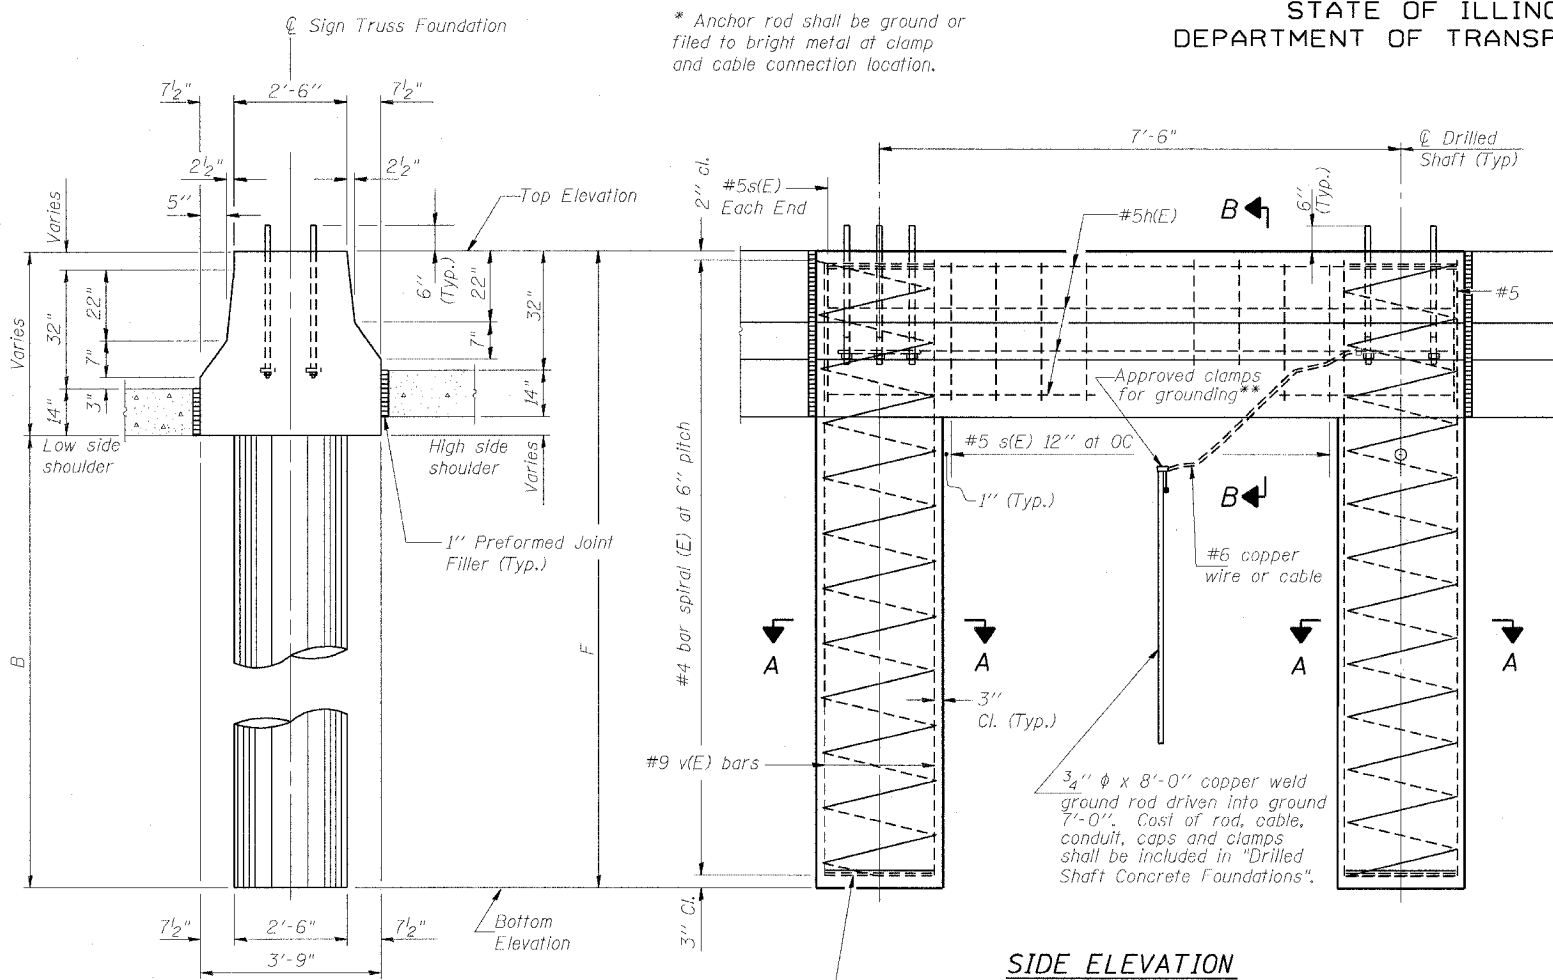 STATE OF ILLINO
DEPARTMENT OF TRANSP
* Anchor rod shall be ground or
filed to bright metal at clamp
and cable connection location.
℄ Sign Truss Foundation
7½"
2'-6"
7½"
2½"
2½"
5"
Varies
Top Elevation
6"
(Typ.)
22"
32"
7"
14"
Varies
32"
22"
7"
3"
14"
Low side
shoulder
High side
shoulder
Varies
1" Preformed Joint
Filler (Typ.)
B
F
7½"
2'-6"
7½"
3'-9"
Bottom
Elevation
7'-6"
℄ Drilled
Shaft (Typ)
2" cl.
#5s(E)
Each End
#5h(E)
B
6"
(Typ.)
#5
Approved clamps
for grounding**
#5 s(E) 12" at OC
1" (Typ.)
B
#6 copper
wire or cable
#4 bar spiral (E) at 6" pitch
A
A
A
A
3"
Cl. (Typ.)
#9 v(E) bars
¾" ϕ x 8'-0" copper weld
ground rod driven into ground
7'-0". Cost of rod, cable,
conduit, caps and clamps
shall be included in "Drilled
Shaft Concrete Foundations".
3" Cl.
SIDE ELEVATION